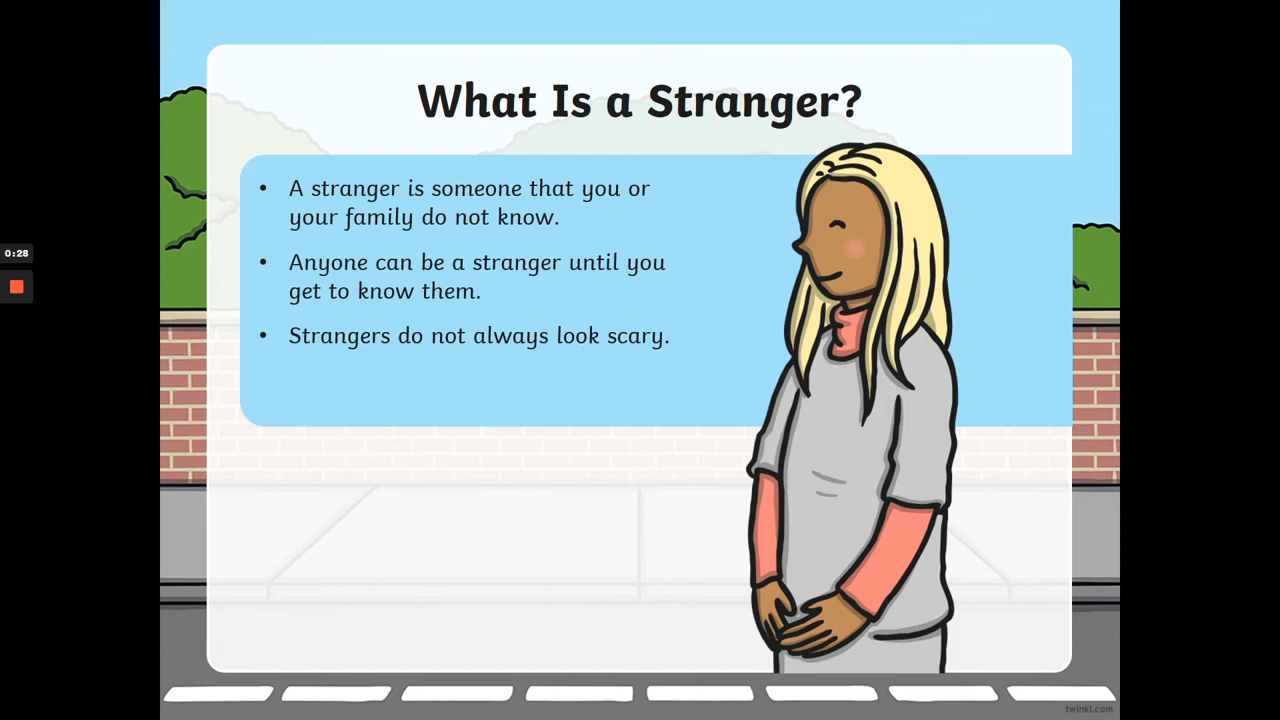 What Is a Stranger?
• A stranger is someone that you or
your family do not know.
• Anyone can be a stranger until you
get to know them.
• Strangers do not always look scary.
0:28
twinkl.com